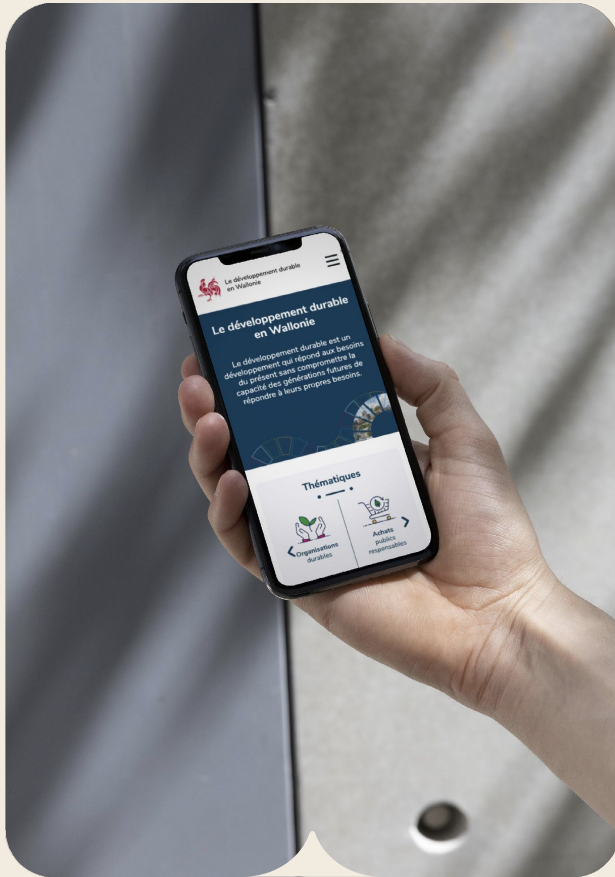 Le développement durable
en Wallonie
Le développement durable
en Wallonie
Le développement durable est un
développement qui répond aux besoins
du présent sans compromettre la
capacité des générations futures de
répondre à leurs propres besoins.
Thématiques
Organisations
durables
Achats
publics
responsables